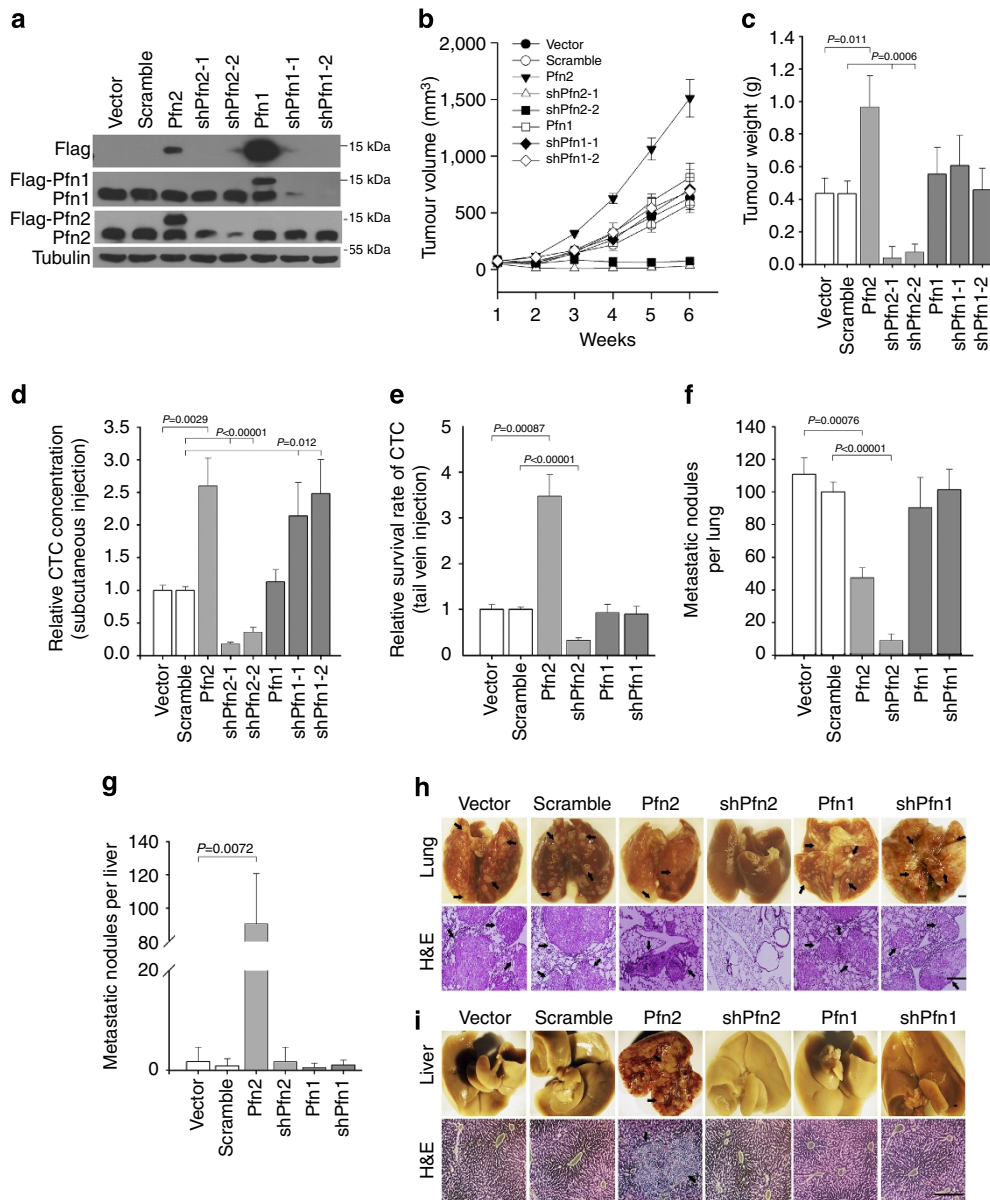 a
Vector
Scramble
Pfn2
shPfn2-1
shPfn2-2
Pfn1
shPfn1-1
shPfn1-2
Flag
15 kDa
Flag-Pfn1
15 kDa
Pfn1
Flag-Pfn2
15 kDa
Pfn2
55 kDa
Tubulin
b
Tumour volume (mm3)
2,000
1,500
1,000
500
0
Vector
Scramble
Pfn2
shPfn2-1
shPfn2-2
Pfn1
shPfn1-1
shPfn1-2
1 2 3 4 5 6
Weeks
c
Tumour weight (g)
1.4
1.2
1.0
0.8
0.6
0.4
0.2
0.0
P=0.011
P=0.0006
Vector
Scramble
Pfn2
shPfn2-1
shPfn2-2
Pfn1
shPfn1-1
shPfn1-2
d
Relative CTC concentration
(subcutaneous injection)
3.5
3.0
2.5
2.0
1.5
1.0
0.5
0.0
P=0.0029
P<0.00001
P=0.012
Vector
Scramble
Pfn2
shPfn2-1
shPfn2-2
Pfn1
shPfn1-1
shPfn1-2
e
Relative survival rate of CTC
(tail vein injection)
5
4
3
2
1
0
P=0.00087
P<0.00001
Vector
Scramble
Pfn2
shPfn2
Pfn1
shPfn1
f
Metastatic nodules
per lung
140
120
100
80
60
40
20
0
P=0.00076
P<0.00001
Vector
Scramble
Pfn2
shPfn2
Pfn1
shPfn1
g
Metastatic nodules per liver
140
120
100
80
20
0
P=0.0072
Vector
Scramble
Pfn2
shPfn2
Pfn1
shPfn1
h
Vector Scramble Pfn2 shPfn2 Pfn1 shPfn1
Lung
H&E
i
Vector Scramble Pfn2 shPfn2 Pfn1 shPfn1
Liver
H&E